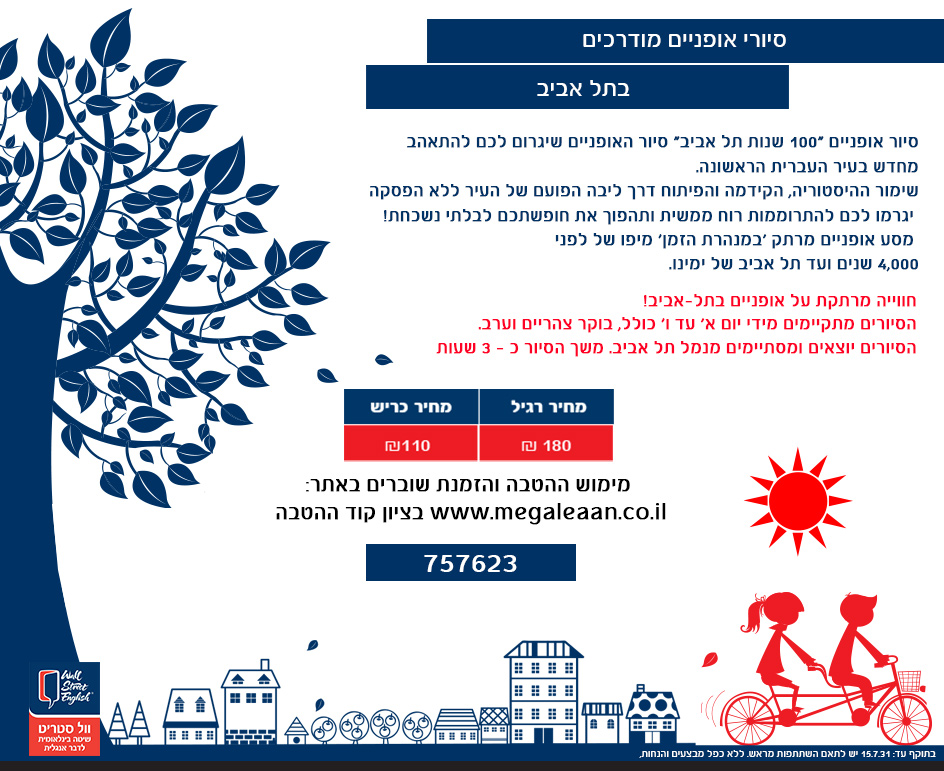 סיורי אופניים מודרכים
בתל אביב
סיור אופניים "100 שנות תל אביב" סיור האופניים שיגרום לכם להתאהב
מחדש בעיר העברית הראשונה.
שימור ההיסטוריה, הקידמה והפיתוח דרך ליבה הפועם של העיר ללא הפסקה
יגרמו לכם להתרוממות רוח ממשית ותהפוך את חופשתכם לבלתי נשכחת!
מסע אופניים מרתק 'במנהרת הזמן' מיפו של לפני
4,000 שנים ועד תל אביב של ימינו.
חווייה מרתקת על אופניים בתל-אביב!
הסיורים מתקיימים מידי יום א' עד ו' כולל, בוקר צהריים וערב.
הסיורים יוצאים ומסתיימים מנמל תל אביב. משך הסיור כ - 3 שעות
מחיר רגיל מחיר כריש
180 ₪ 110₪
מימוש ההטבה והזמנת שוברים באתר:
www.megaleaan.co.il בציון קוד ההטבה
757623
Wall
Street
English
וול סטריט
שיטה בינלאומית
לדבר אנגלית
בתוקף עד: 15.7.31 יש לתאם השתתפות מראש. ללא כפל מבצעים והנחות,